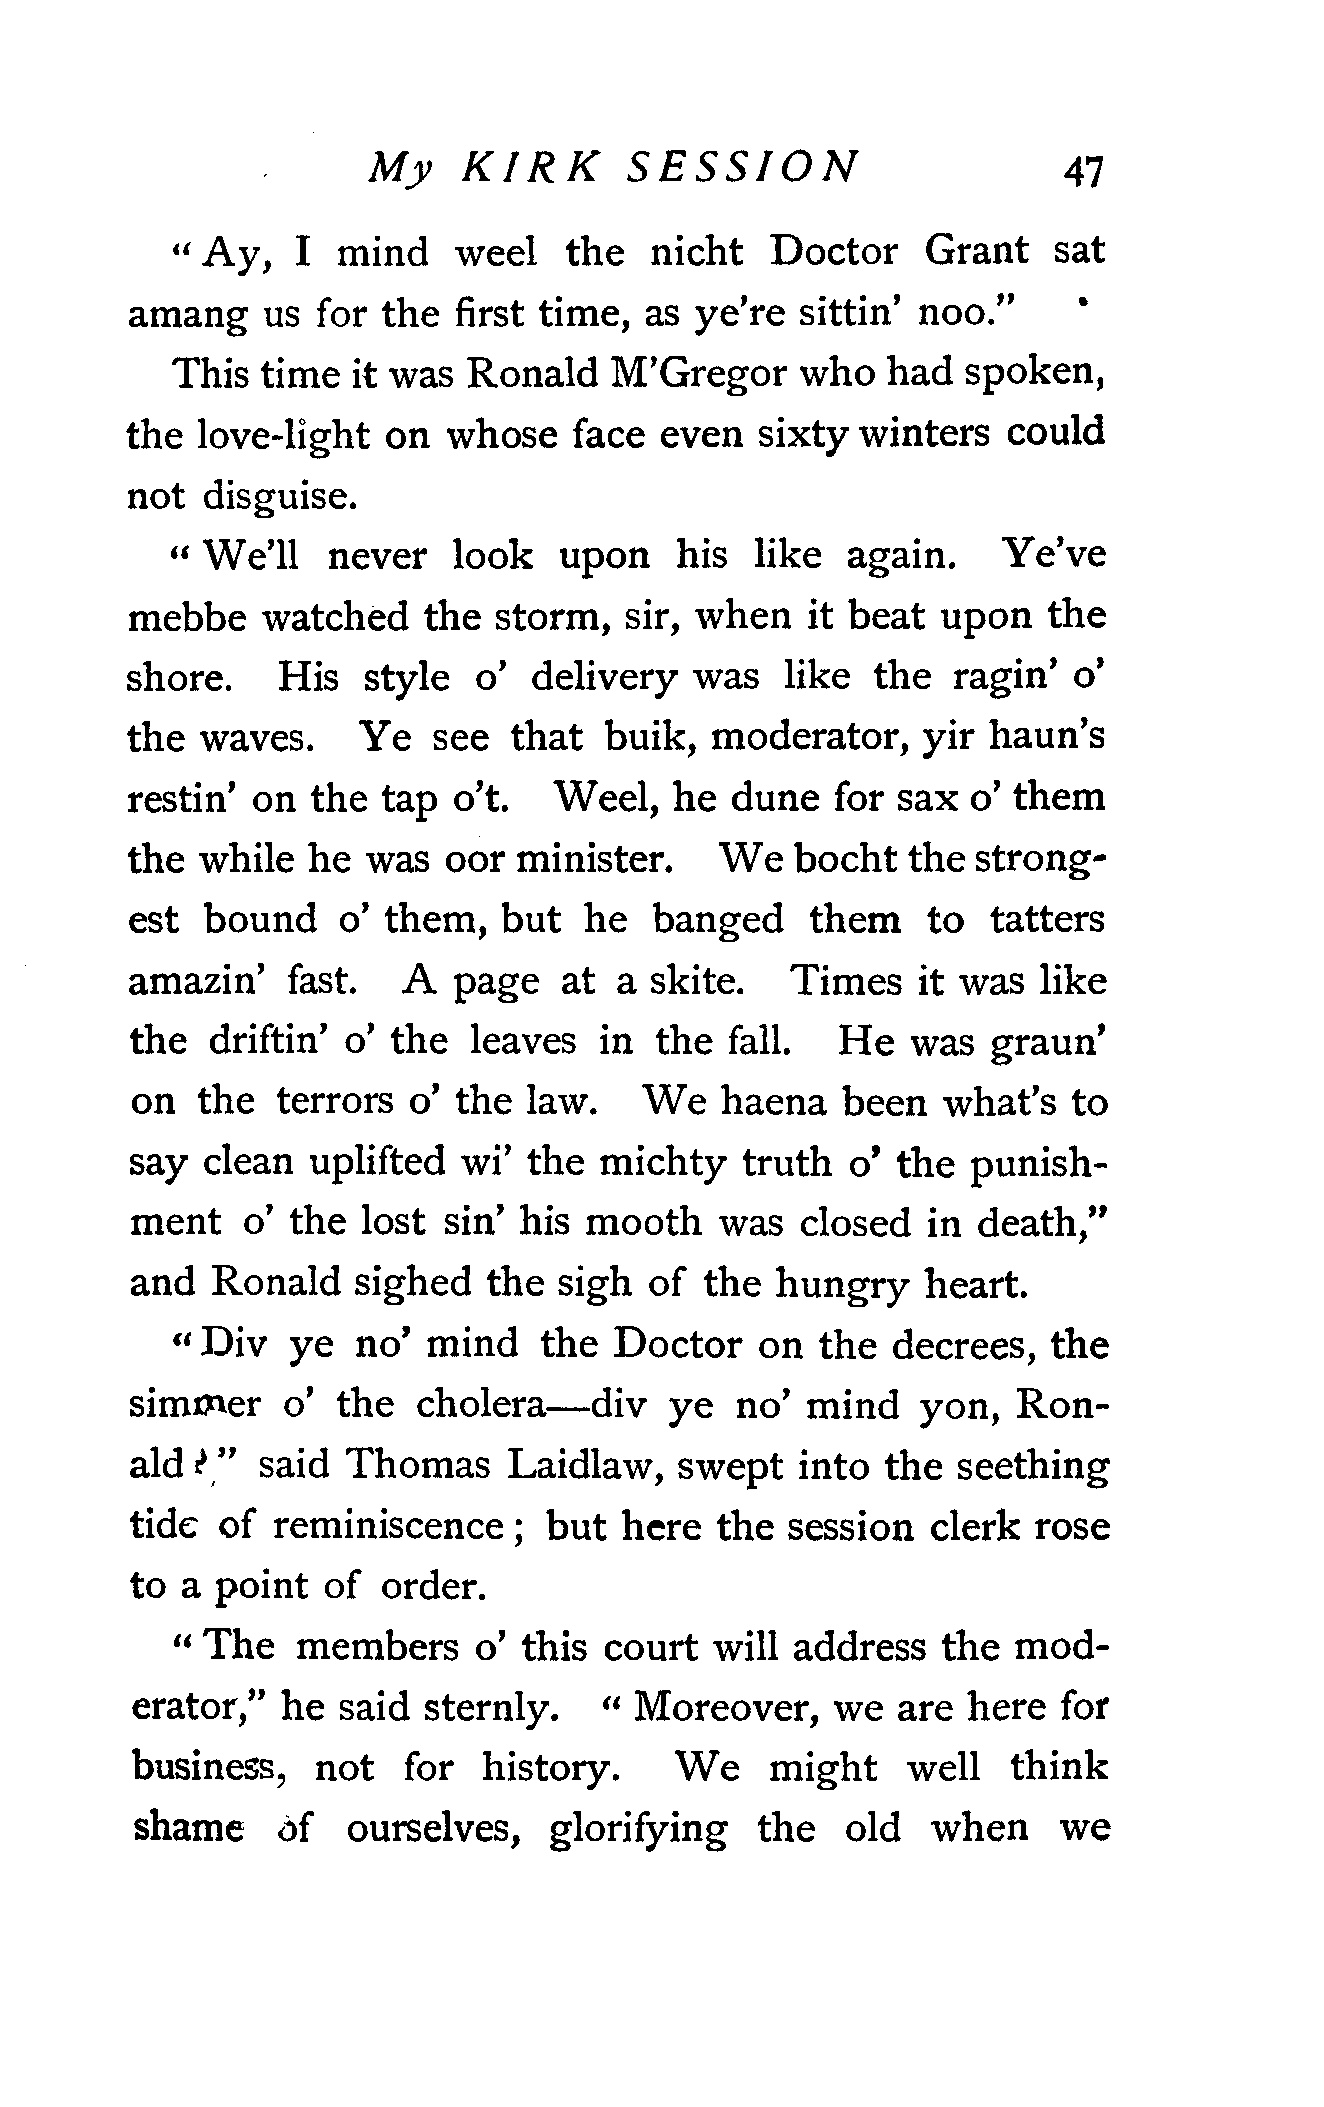 My KIRK SESSION 47
" Ay, I mind weel the nicht Doctor Grant sat
amang us for the first time, as ye're sittin' noo."
This time it was Ronald M'Gregor who had spoken,
the love-light on whose face even sixty winters could
not disguise.
" We'll never look upon his like again. Ye've
mebbe watched the storm, sir, when it beat upon the
shore. His style o' delivery was like the ragin' o'
the waves. Ye see that buik, moderator, yir haun's
restin' on the tap o't. Weel, he dune for sax o' them
the while he was oor minister. We bocht the strong-
est bound o' them, but he banged them to tatters
amazin' fast. A page at a skite. Times it was like
the driftin' o' the leaves in the fall. He was graun'
on the terrors o' the law. We haena been what's to
say clean uplifted wi' the michty truth o' the punish-
ment o' the lost sin' his mooth was closed in death,"
and Ronald sighed the sigh of the hungry heart.
" Div ye no' mind the Doctor on the decrees, the
simmer o' the cholera—div ye no' mind yon, Ron-
ald ?" said Thomas Laidlaw, swept into the seething
tide of reminiscence ; but here the session clerk rose
to a point of order.
" The members o' this court will address the mod-
erator," he said sternly. " Moreover, we are here for
business, not for history. We might well think
shame of ourselves, glorifying the old when we